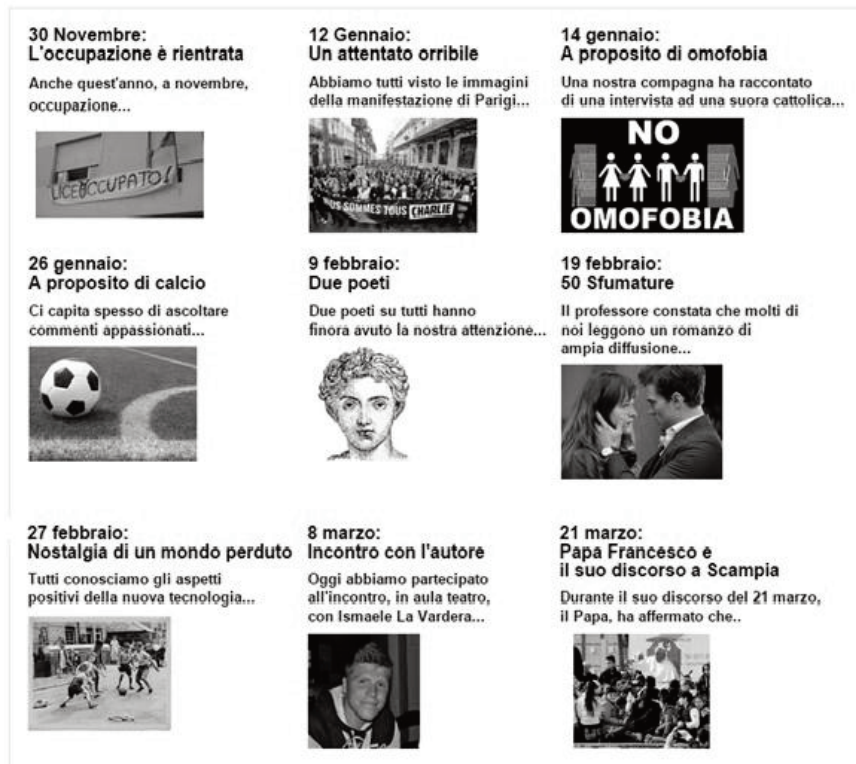 30 Novembre:
L'occupazione è rientrata
Anche quest'anno, a novembre,
occupazione...
LICEO OCCUPATO!
12 Gennaio:
Un attentato orribile
Abbiamo tutti visto le immagini
della manifestazione di Parigi...
US SOMMES TOUS CHARLIE
14 gennaio:
A proposito di omofobia
Una nostra compagna ha raccontato
di una intervista ad una suora cattolica...
NO
OMOFOBIA
26 gennaio:
A proposito di calcio
Ci capita spesso di ascoltare
commenti appassionati...
9 febbraio:
Due poeti
Due poeti su tutti hanno
finora avuto la nostra attenzione...
19 febbraio:
50 Sfumature
Il professore constata che molti di
noi leggono un romanzo di
ampia diffusione...
27 febbraio:
Nostalgia di un mondo perduto
Tutti conosciamo gli aspetti
positivi della nuova tecnologia...
8 marzo:
Incontro con l'autore
Oggi abbiamo partecipato
all'incontro, in aula teatro,
con Ismaele La Vardera...
21 marzo:
Papa Francesco e
il suo discorso a Scampia
Durante il suo discorso del 21 marzo,
il Papa, ha affermato che..